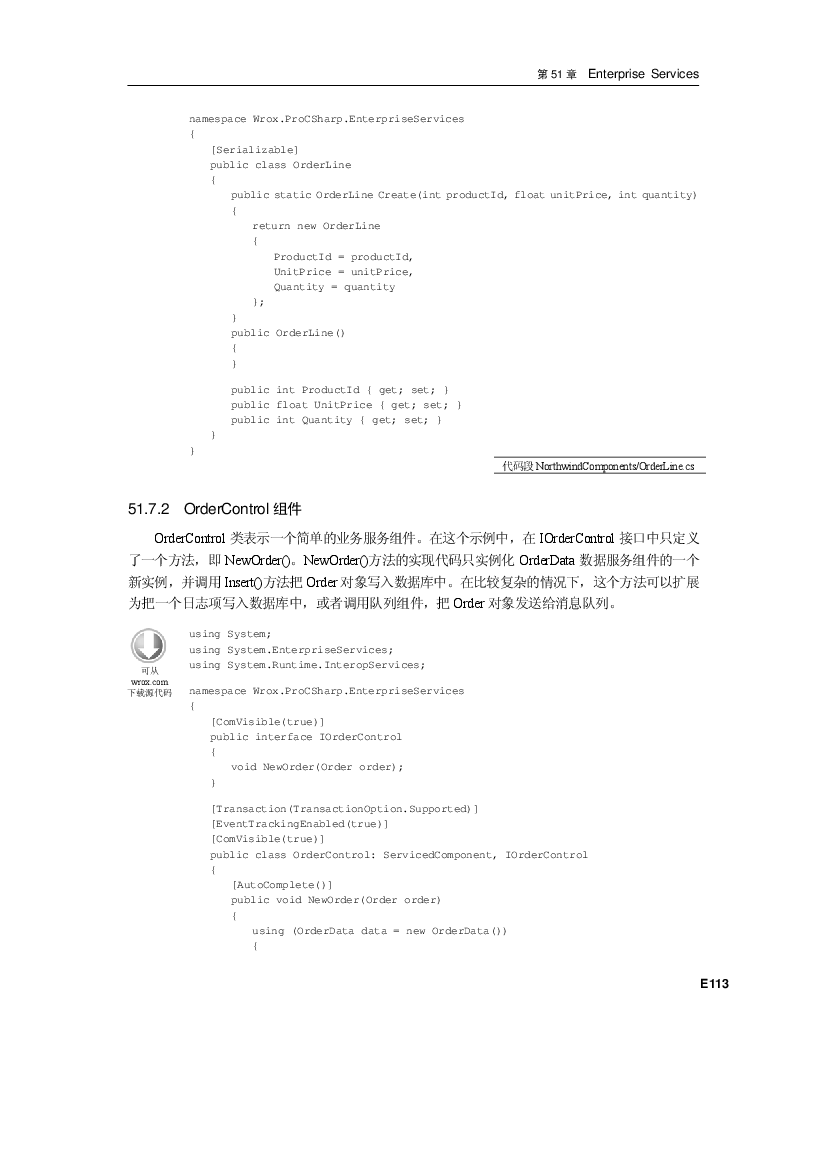 第 51 章 Enterprise Services
namespace Wrox.ProCSharp.EnterpriseServices
{
[Serializable]
public class OrderLine
{
public static OrderLine Create(int productId, float unitPrice, int quantity)
{
return new OrderLine
{
ProductId = productId,
UnitPrice = unitPrice,
Quantity = quantity
};
}
public OrderLine()
{
}
public int ProductId { get; set; }
public float UnitPrice { get; set; }
public int Quantity { get; set; }
}
}
代码段 NorthwindComponents/OrderLine.cs
51.7.2 OrderControl 组件
OrderControl 类表示一个简单的业务服务组件。在这个示例中，在 IOrderControl 接口中只定义
了一个方法，即 NewOrder()。NewOrder()方法的实现代码只实例化 OrderData 数据服务组件的一个
新实例，并调用 Insert()方法把 Order 对象写入数据库中。在比较复杂的情况下，这个方法可以扩展
为把一个日志项写入数据库中，或者调用队列组件，把 Order 对象发送给消息队列。
可从
wrox.com
下载源代码
using System;
using System.EnterpriseServices;
using System.Runtime.InteropServices;
namespace Wrox.ProCSharp.EnterpriseServices
{
[ComVisible(true)]
public interface IOrderControl
{
void NewOrder(Order order);
}
[Transaction(TransactionOption.Supported)]
[EventTrackingEnabled(true)]
[ComVisible(true)]
public class OrderControl: ServicedComponent, IOrderControl
{
[AutoComplete()]
public void NewOrder(Order order)
{
using (OrderData data = new OrderData())
{
E113